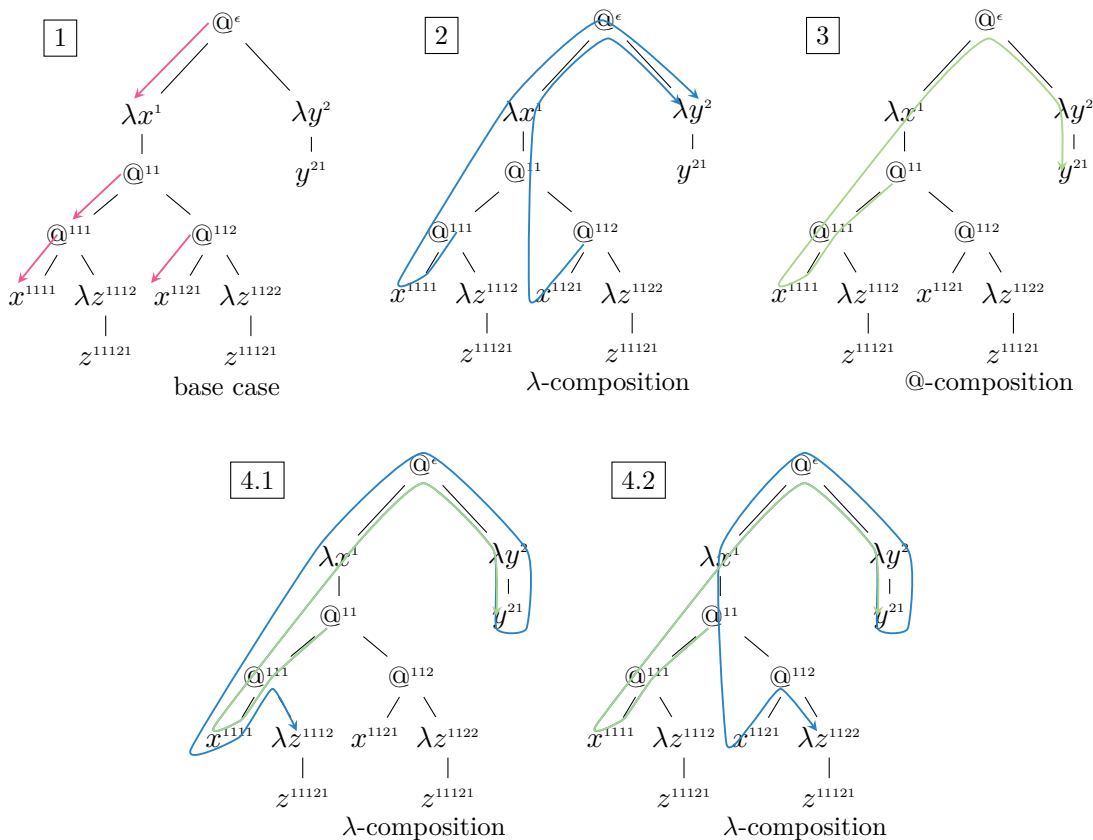 1 @ᵋ 2 @ᵋ 3 @ᵋ
λx¹ λy² λx¹ λy² λx¹ λy²
@¹¹ y²¹ @¹¹ y²¹ @¹¹ y²¹
@¹¹¹ @¹¹² @¹¹¹ @¹¹² @¹¹¹ @¹¹²
x¹¹¹¹ λz¹¹¹² x¹¹²¹ λz¹¹²² x¹¹¹¹ λz¹¹¹² x¹¹²¹ λz¹¹²² x¹¹¹¹ λz¹¹¹² x¹¹²¹ λz¹¹²²
z¹¹¹²¹ z¹¹¹²¹ z¹¹¹²¹ z¹¹¹²¹ z¹¹¹²¹ z¹¹¹²¹
base case λ-composition @-composition
4.1 @ᵋ 4.2 @ᵋ
λx¹ λy² λx¹ λy²
@¹¹ y²¹ @¹¹ y²¹
@¹¹¹ @¹¹² @¹¹¹ @¹¹²
x¹¹¹¹ λz¹¹¹² x¹¹²¹ λz¹¹²² x¹¹¹¹ λz¹¹¹² x¹¹²¹ λz¹¹²²
z¹¹¹²¹ z¹¹¹²¹ z¹¹¹²¹ z¹¹¹²¹
λ-composition λ-composition